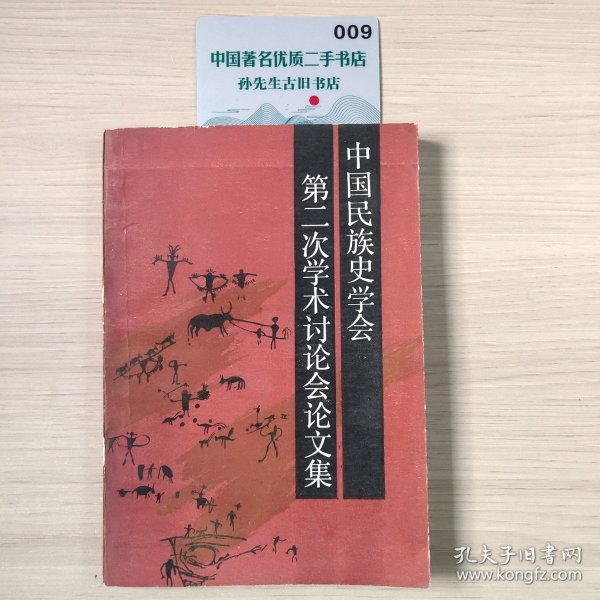 009
中国著名优质二手书店
孙先生古旧书店
中国民族史学会
第二次学术讨论会论文集
孔夫子旧书网
www.kongfz.com